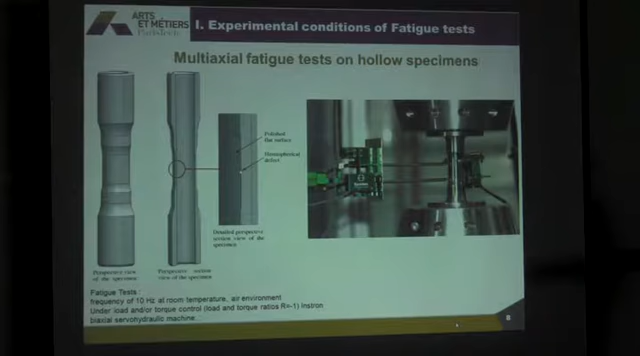 ARTS
ET MÉTIERS
ParisTech
I. Experimental conditions of Fatigue tests
Multiaxial fatigue tests on hollow specimens
Polished
flat surface
Hemispherical
defect
Perspective view
of the specimen
Perspective section
view of the specimen
Detailed perspective
section view of the
specimen
Fatigue Tests :
frequency of 10 Hz at room temperature, air environment
Under load and/or torque control (load and torque ratios R=-1) Instron
biaxial servohydraulic machine.
8